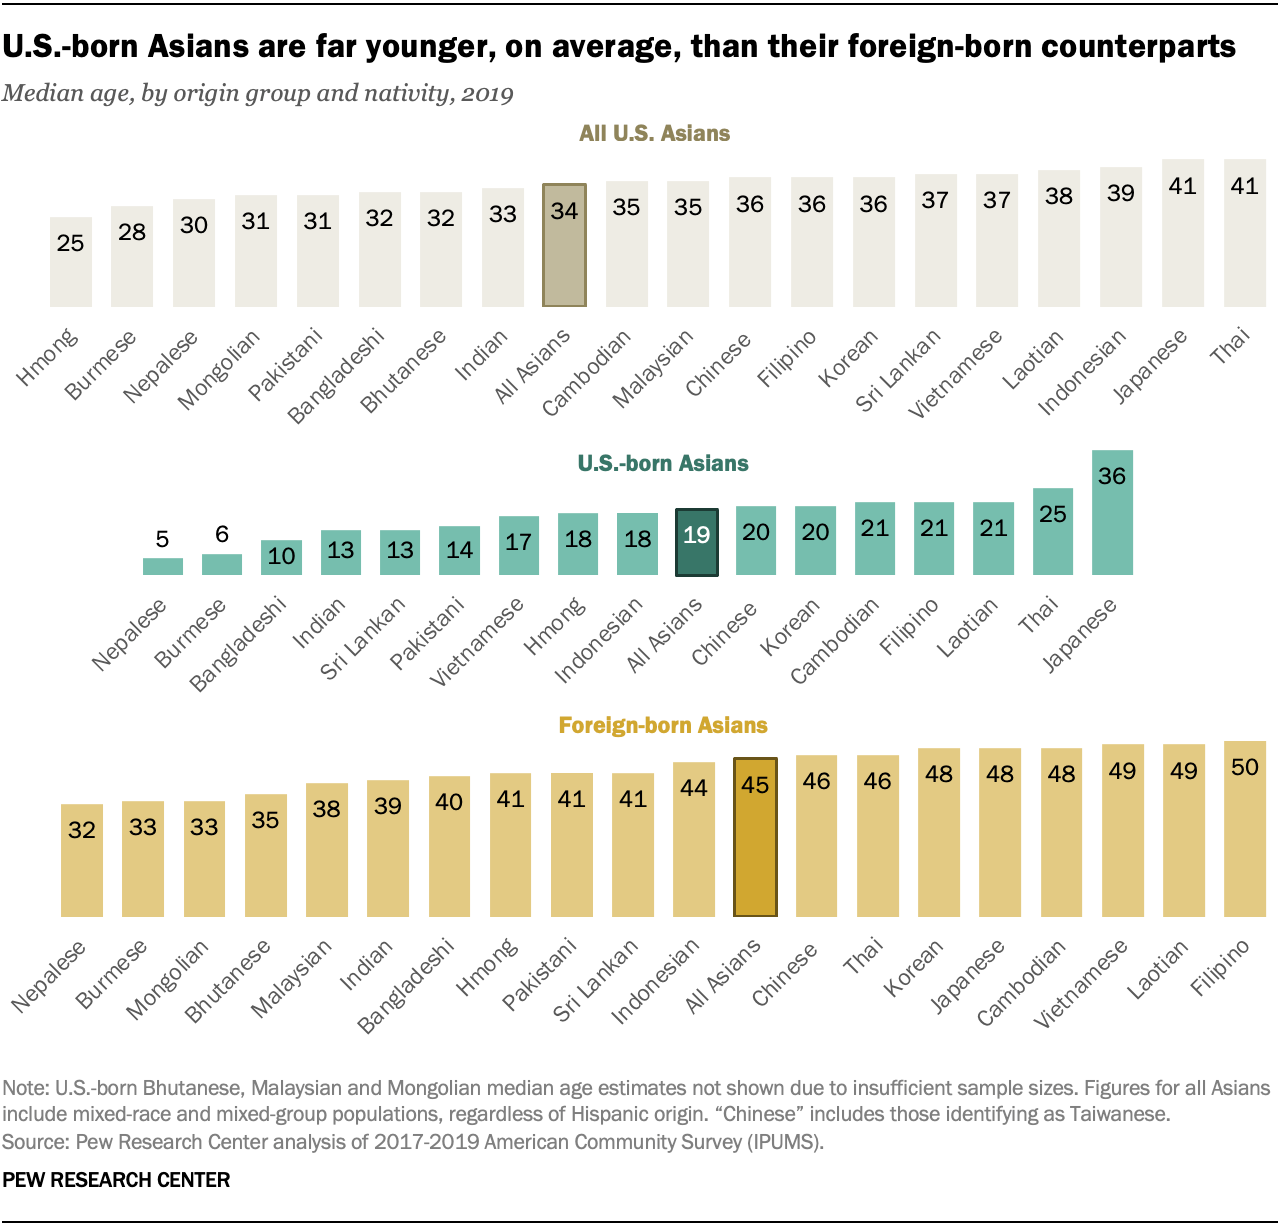 U.S.-born Asians are far younger, on average, than their foreign-born counterparts
Median age, by origin group and nativity, 2019
All U.S. Asians
25 28 30 31 31 32 32 33 34 35 35 36 36 36 37 37 38 39 41 41
Hmong Burmese Nepalese Mongolian Pakistani Bangladeshi Bhutanese Indian All Asians Cambodian Malaysian Chinese Filipino Korean Sri Lankan Vietnamese Laotian Indonesian Japanese Thai
U.S.-born Asians
5 6 10 13 13 14 17 18 18 19 20 20 21 21 21 25 36
Nepalese Burmese Bangladeshi Indian Sri Lankan Pakistani Vietnamese Hmong Indonesian All Asians Chinese Korean Cambodian Filipino Laotian Thai Japanese
Foreign-born Asians
32 33 33 35 38 39 40 41 41 41 44 45 46 46 48 48 48 49 49 50
Nepalese Burmese Mongolian Bhutanese Malaysian Indian Bangladeshi Hmong Pakistani Sri Lankan Indonesian All Asians Chinese Thai Korean Japanese Cambodian Vietnamese Laotian Filipino
Note: U.S.-born Bhutanese, Malaysian and Mongolian median age estimates not shown due to insufficient sample sizes. Figures for all Asians
include mixed-race and mixed-group populations, regardless of Hispanic origin. “Chinese” includes those identifying as Taiwanese.
Source: Pew Research Center analysis of 2017-2019 American Community Survey (IPUMS).
PEW RESEARCH CENTER